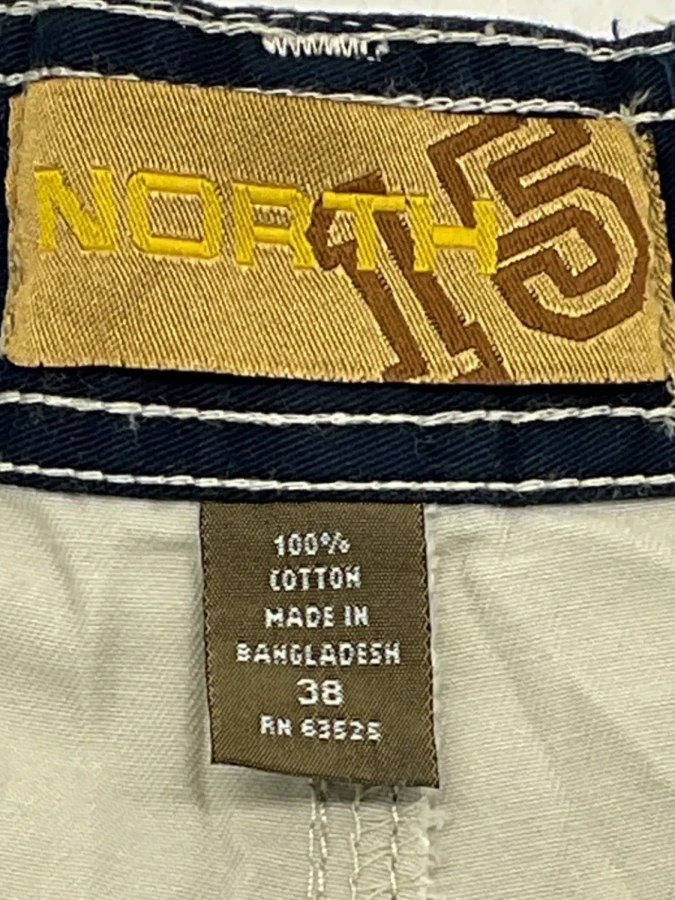 NORTH 15
100%
COTTON
MADE IN
BANGLADESH
38
RN 63525